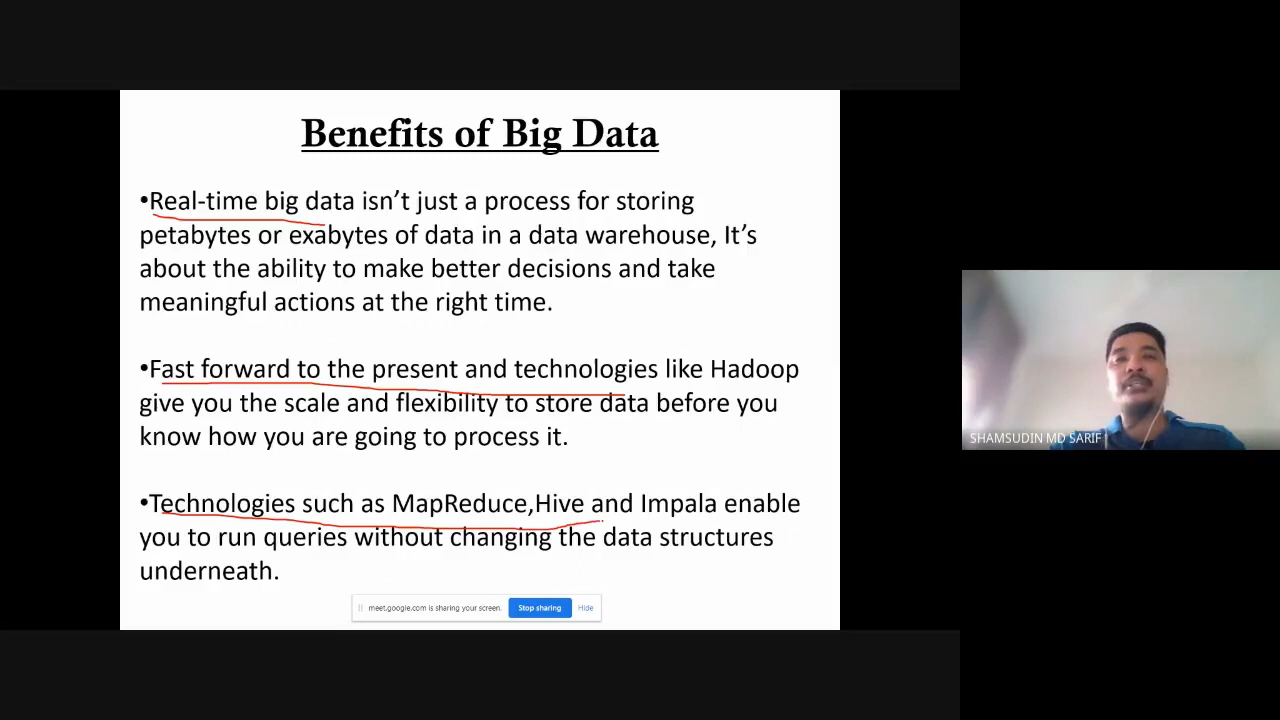 Benefits of Big Data
•Real-time big data isn’t just a process for storing
petabytes or exabytes of data in a data warehouse, It’s
about the ability to make better decisions and take
meaningful actions at the right time.
•Fast forward to the present and technologies like Hadoop
give you the scale and flexibility to store data before you
know how you are going to process it.
•Technologies such as MapReduce,Hive and Impala enable
you to run queries without changing the data structures
underneath.
meet.google.com is sharing your screen. Stop sharing Hide
SHAMSUDIN MD SARIF